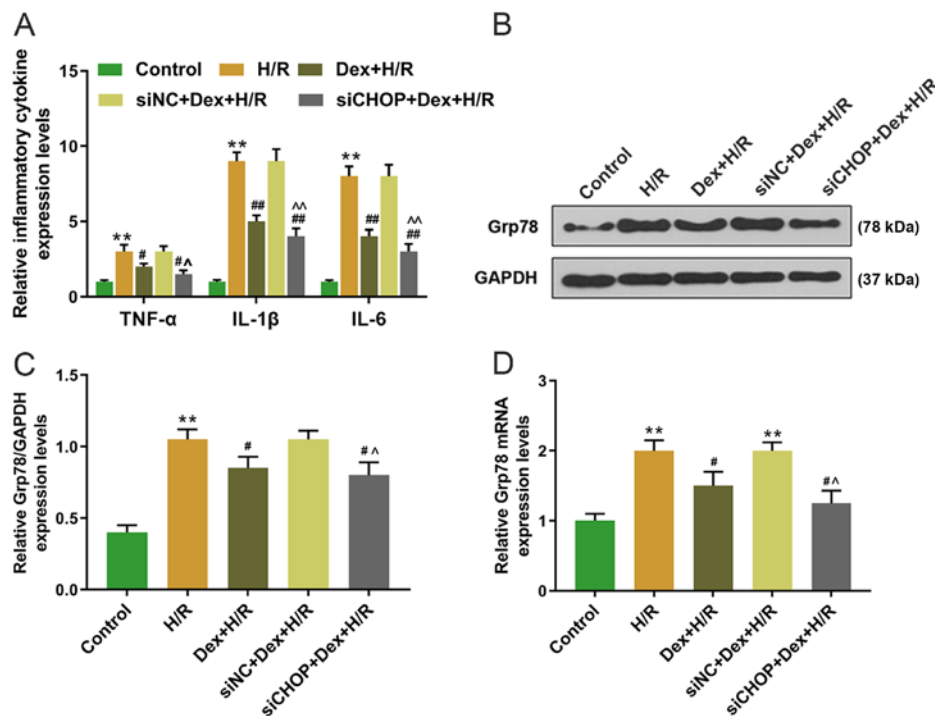 A
Relative inflammatory cytokine
expression levels
15
10
5
0
Control
H/R
Dex+H/R
siNC+Dex+H/R
siCHOP+Dex+H/R
**
#
#^
**
##
^^
##
**
##
^^
##
TNF-α
IL-1β
IL-6
B
Control
H/R
Dex+H/R
siNC+Dex+H/R
siCHOP+Dex+H/R
Grp78
(78 kDa)
GAPDH
(37 kDa)
C
Relative Grp78/GAPDH
expression levels
1.5
1.0
0.5
0.0
**
#
# ^
Control
H/R
Dex+H/R
siNC+Dex+H/R
siCHOP+Dex+H/R
D
Relative Grp78 mRNA
expression levels
3
2
1
0
**
#
**
#^
Control
H/R
Dex+H/R
siNC+Dex+H/R
siCHOP+Dex+H/R